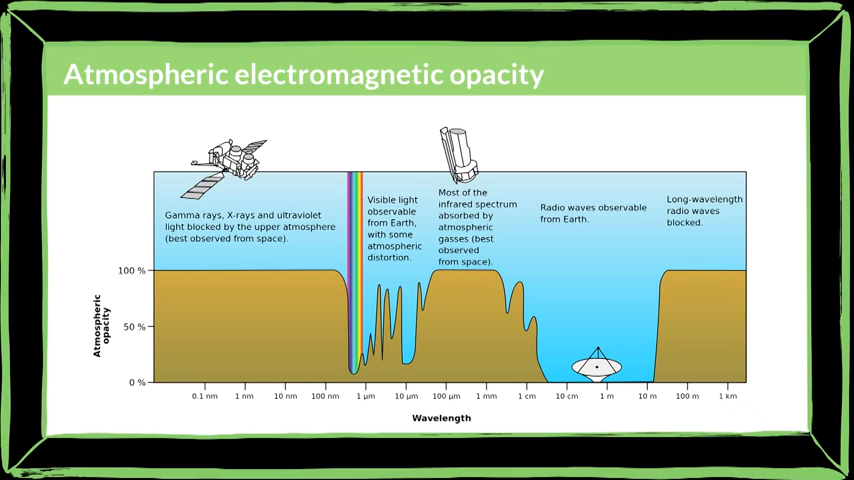 Atmospheric electromagnetic opacity
Gamma rays, X-rays and ultraviolet
light blocked by the upper atmosphere
(best observed from space).
Visible light
observable
from Earth,
with some
atmospheric
distortion.
Most of the
infrared spectrum
absorbed by
atmospheric
gasses (best
observed
from space).
Radio waves observable
from Earth.
Long-wavelength
radio waves
blocked.
Atmospheric
opacity
100 %
50 %
0 %
0.1 nm
1 nm
10 nm
100 nm
1 μm
10 μm
100 μm
1 mm
1 cm
10 cm
1 m
10 m
100 m
1 km
Wavelength